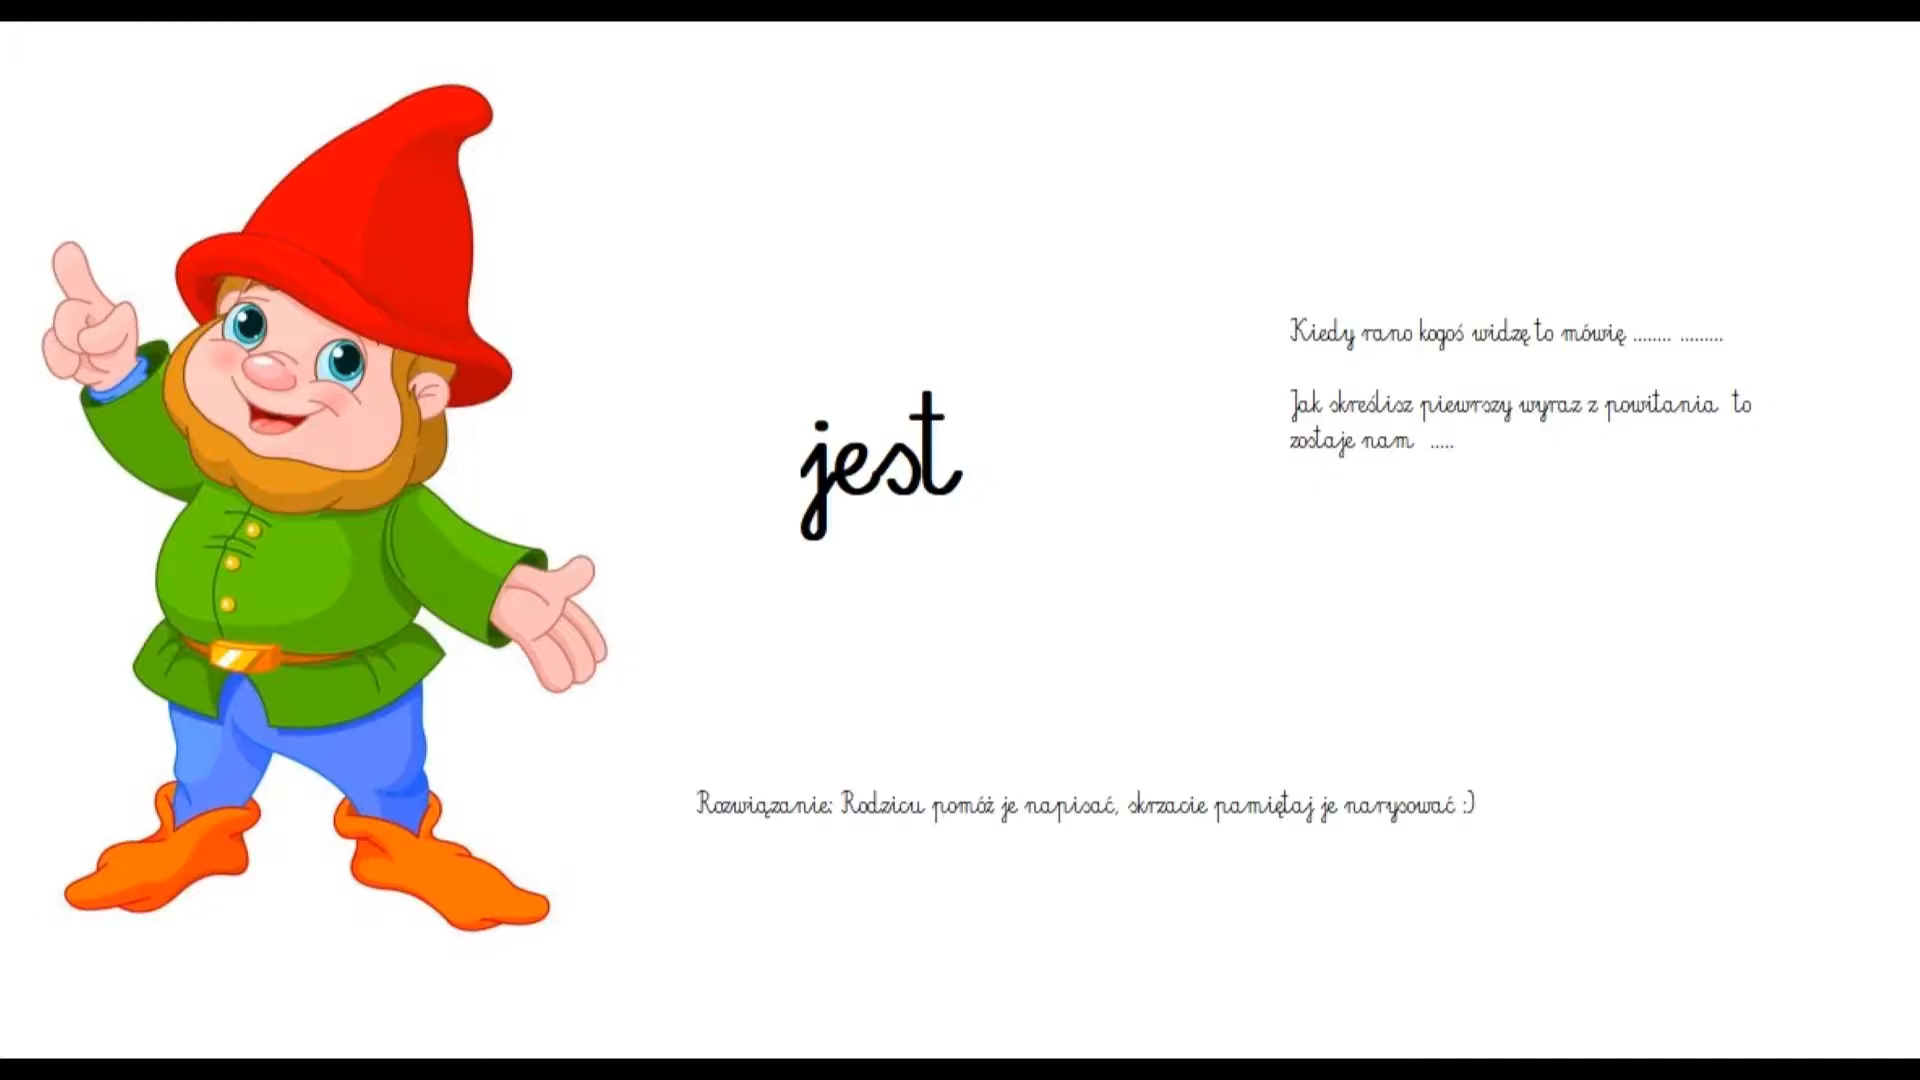 jest
Kiedy rano kogoś widzę to mówię ........ .........
Jak skreślisz piewrszy wyraz z powitania to
zostaje nam .....
Rozwiązanie: Rodzicu pomóż je napisać, skrzacie pamiętaj je narysować :)